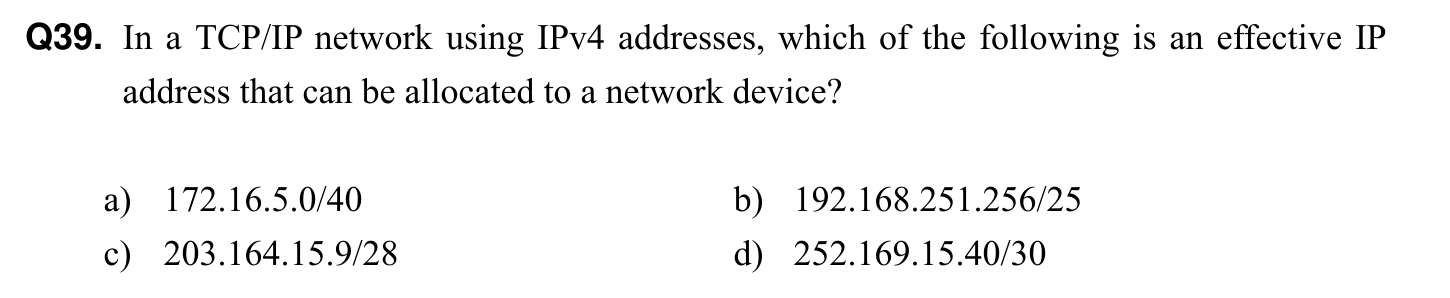 Q39. In a TCP/IP network using IPv4 addresses, which of the following is an effective IP
address that can be allocated to a network device?
a) 172.16.5.0/40 b) 192.168.251.256/25
c) 203.164.15.9/28 d) 252.169.15.40/30